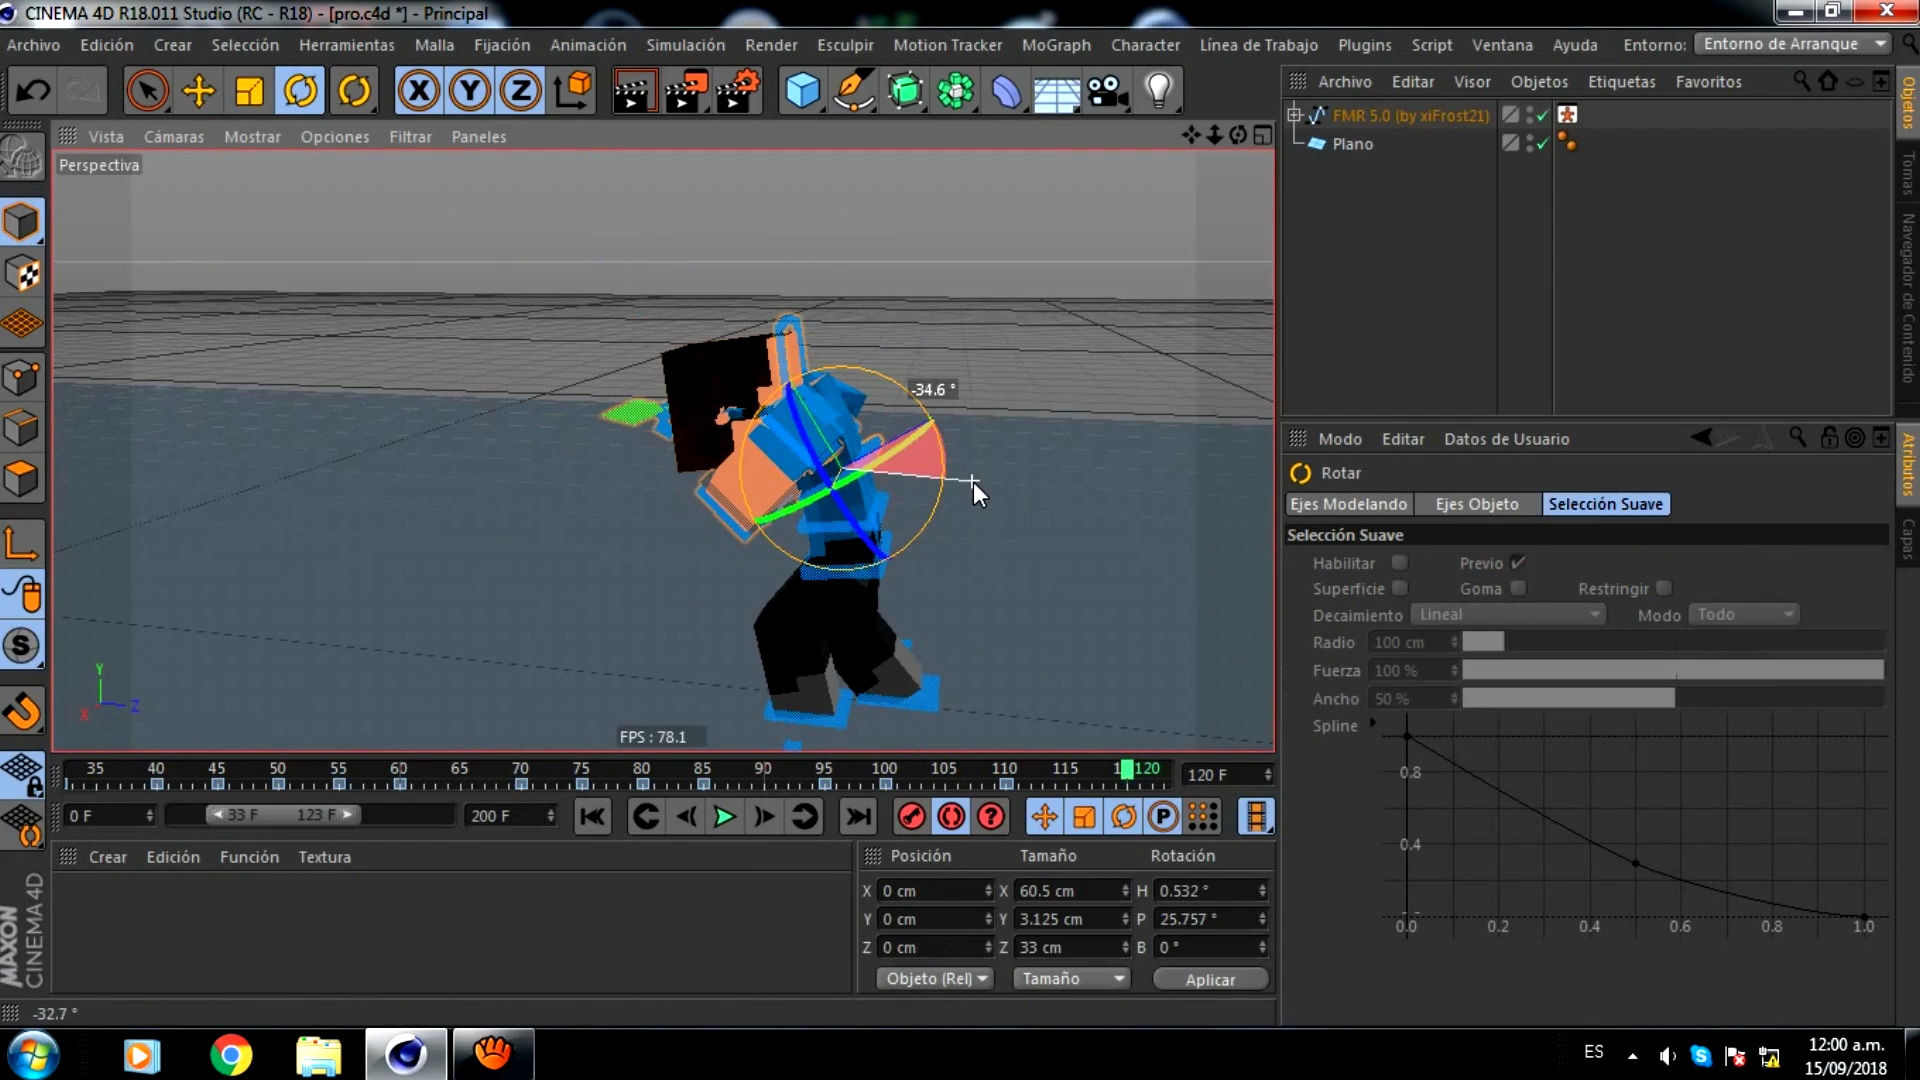 CINEMA 4D R18.011 Studio (RC - R18) - [pro.c4d *] - Principal
Archivo Edición Crear Selección Herramientas Malla Fijación Animación Simulación Render Esculpir Motion Tracker MoGraph Character Línea de Trabajo Plugins Script Ventana Ayuda Entorno: Entorno de Arranque
X Y Z
Vista Cámaras Mostrar Opciones Filtrar Paneles
Perspectiva
-34.6 °
Y
X
Z
FPS : 78.1
Archivo Editar Visor Objetos Etiquetas Favoritos
FMR 5.0 (by xiFrost21)
Plano
Objetos
Tomas
Navegador de Contenido
Modo Editar Datos de Usuario
Rotar
Ejes Modelando Ejes Objeto Selección Suave
Selección Suave
Habilitar Previo
Superficie Goma Restringir
Decaimiento Lineal Modo Todo
Radio 100 cm
Fuerza 100 %
Ancho 50 %
Spline
0.8
0.4
0.0 0.2 0.4 0.6 0.8 1.0
Atributos
Capas
S
35 40 45 50 55 60 65 70 75 80 85 90 95 100 105 110 115 120 120 F
0 F 33 F 123 F 200 F
P
Crear Edición Función Textura
Posición Tamaño Rotación
X 0 cm X 60.5 cm H 0.532 °
Y 0 cm Y 3.125 cm P 25.757 °
Z 0 cm Z 33 cm B 0 °
Objeto (Rel) Tamaño Aplicar
MAXON
CINEMA 4D
-32.7 °
ES
12:00 a.m.
15/09/2018